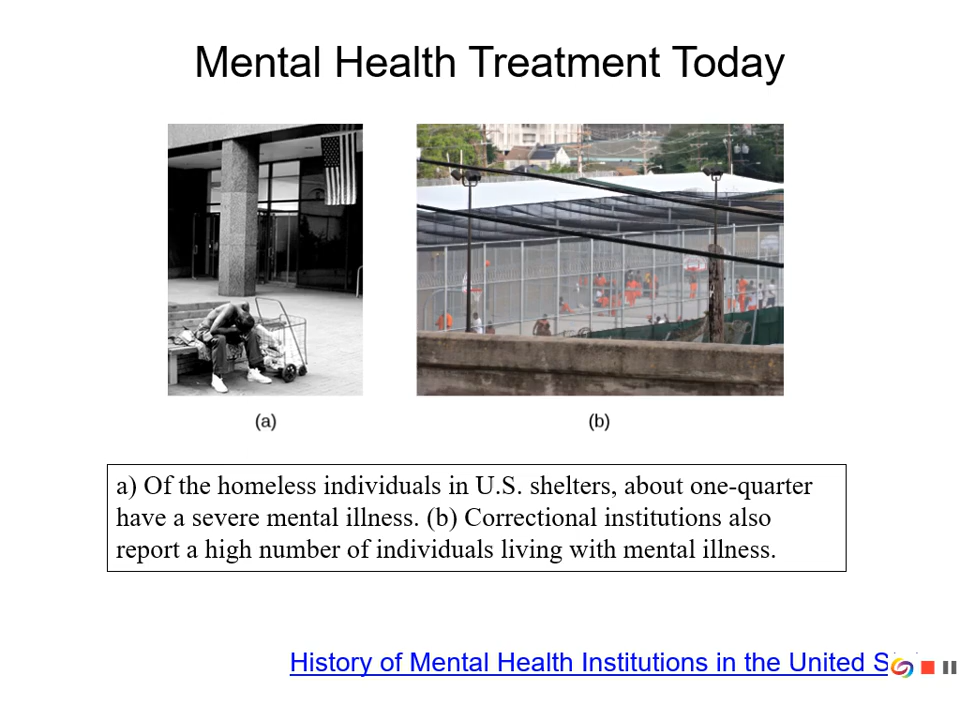 Mental Health Treatment Today
(a)
(b)
a) Of the homeless individuals in U.S. shelters, about one-quarter
have a severe mental illness. (b) Correctional institutions also
report a high number of individuals living with mental illness.
History of Mental Health Institutions in the United S